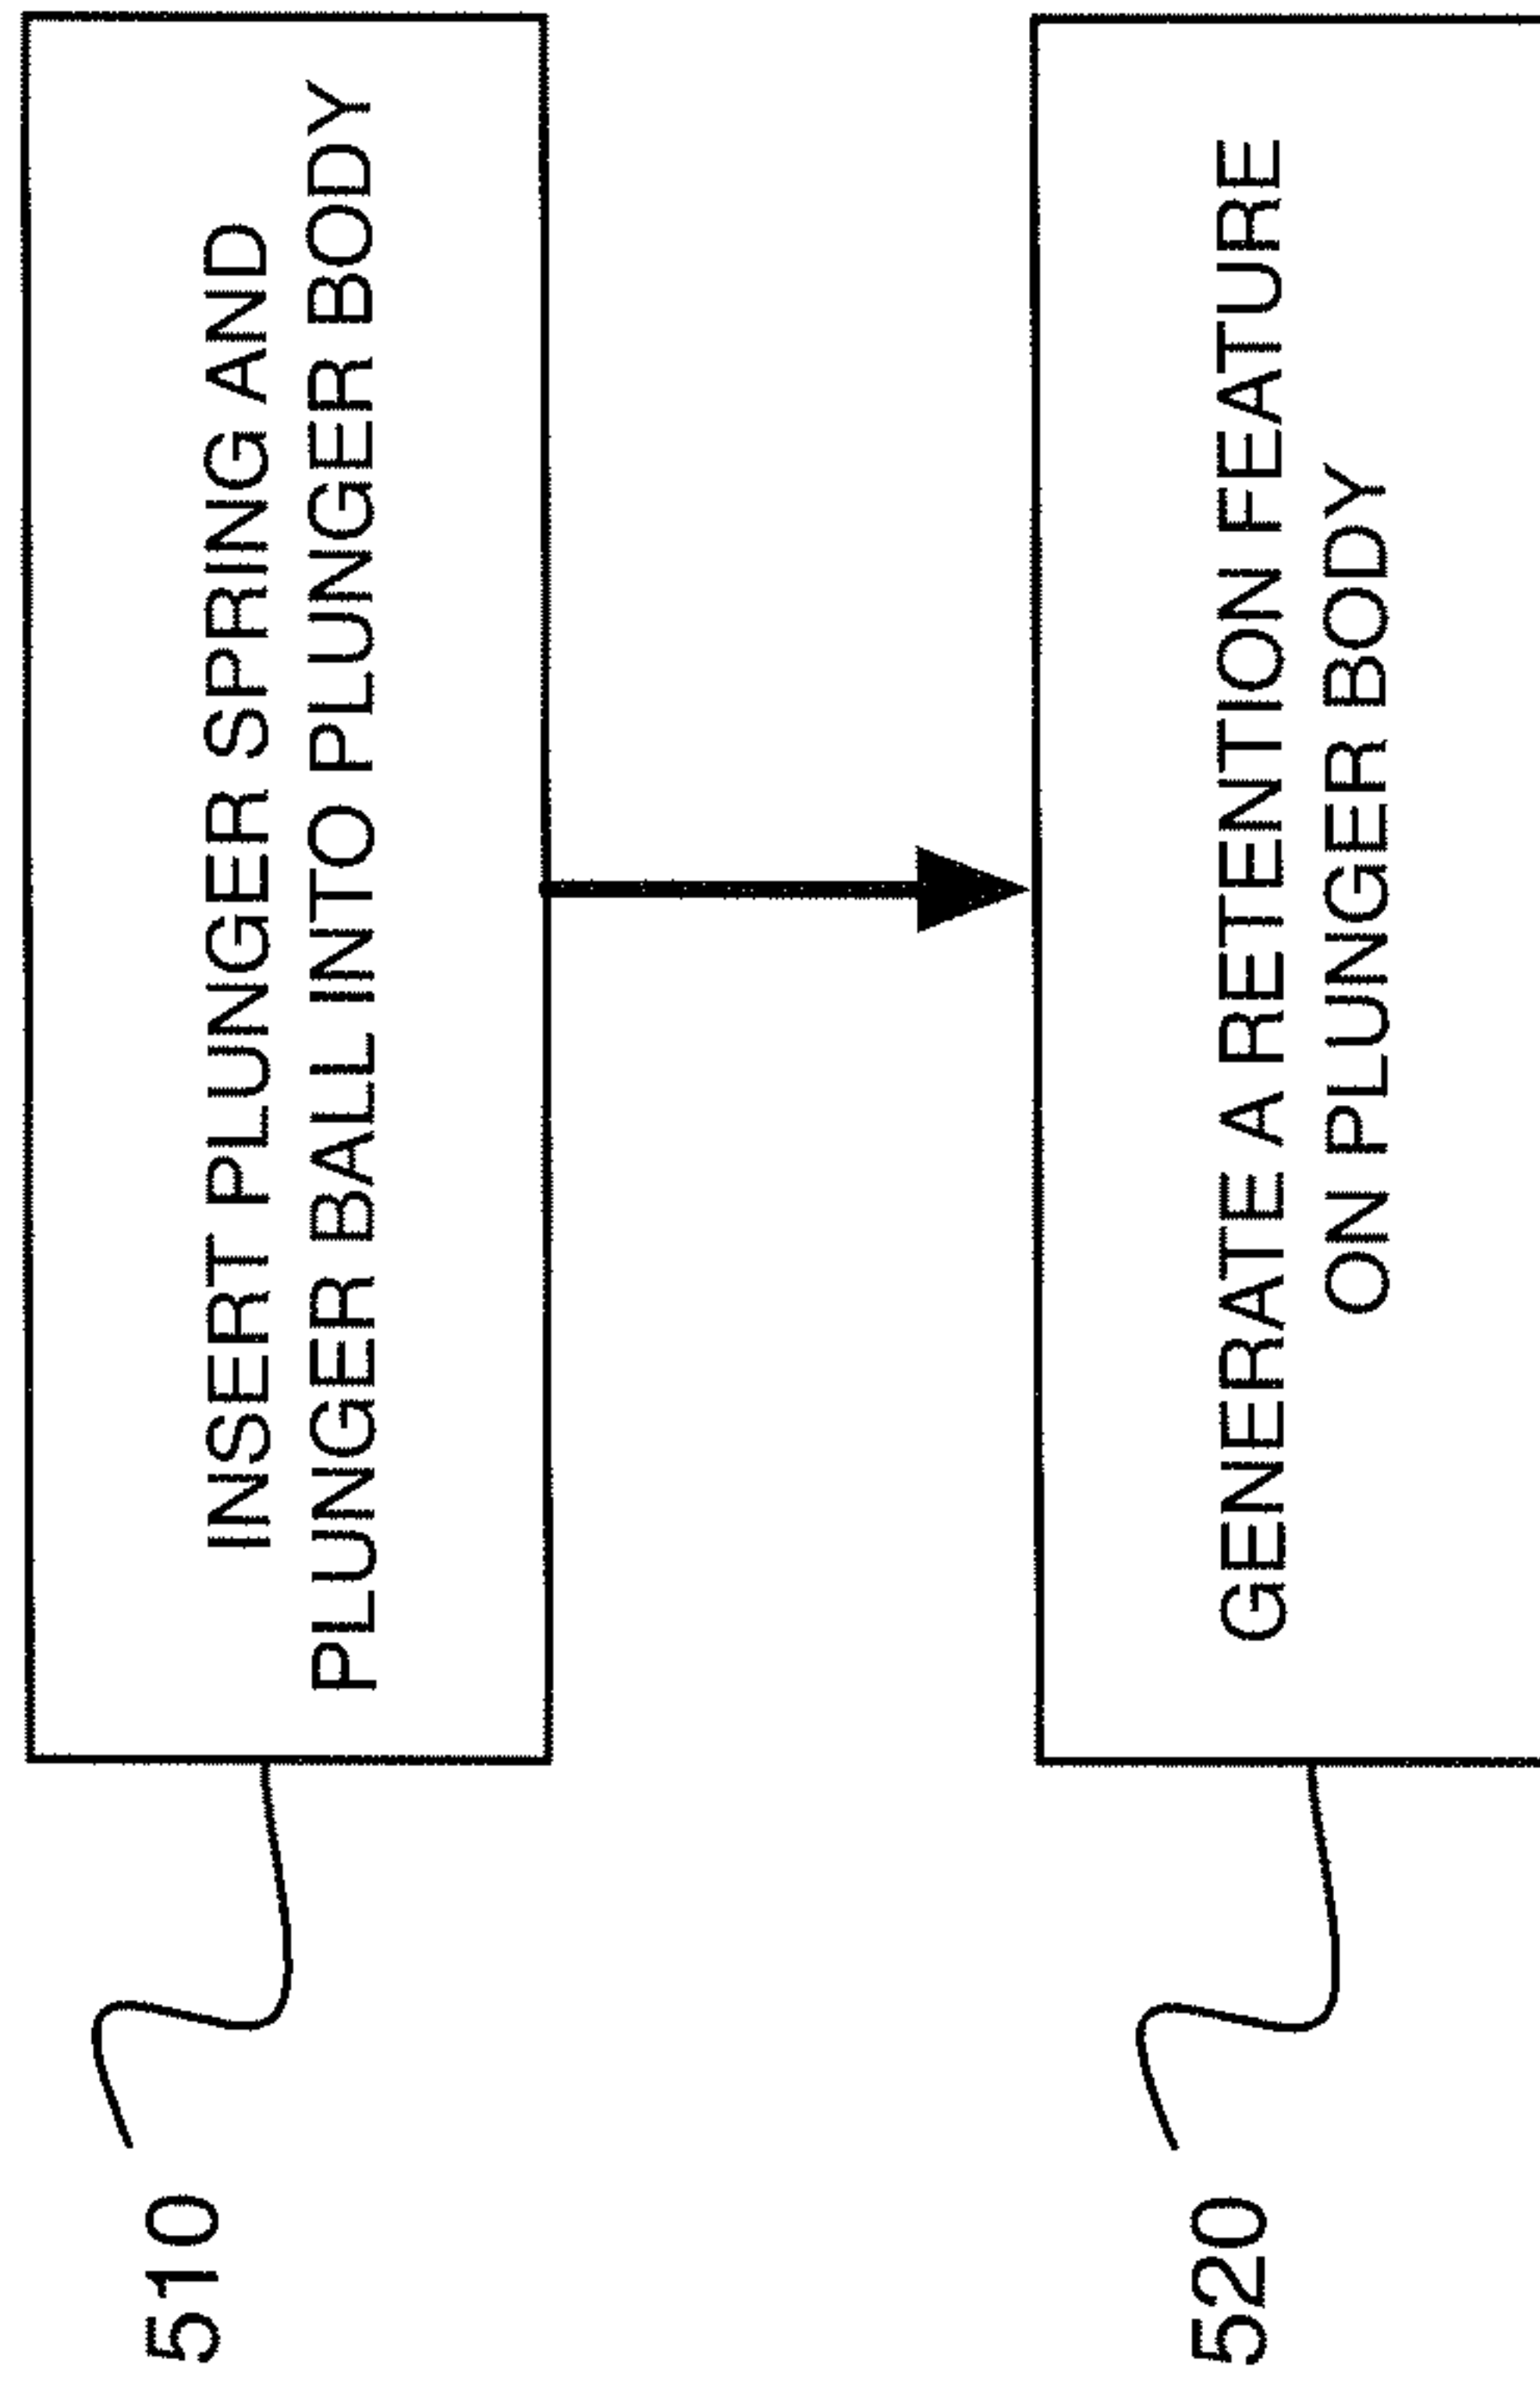 510
INSERT PLUNGER SPRING AND
PLUNGER BALL INTO PLUNGER BODY
520
GENERATE A RETENTION FEATURE
ON PLUNGER BODY